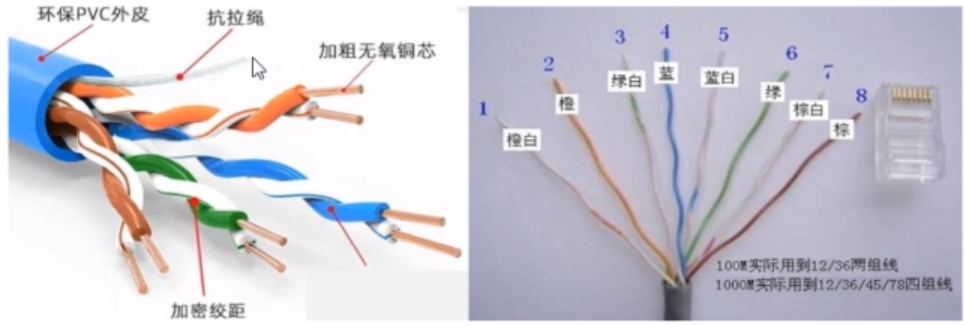 环保PVC外皮
抗拉绳
加粗无氧铜芯
加密绞距
1
2
3
4
5
6
7
8
橙白
橙
绿白
蓝
蓝白
绿
棕白
棕
100M实际用到12/36两组线
1000M实际用到12/36/45/78四组线